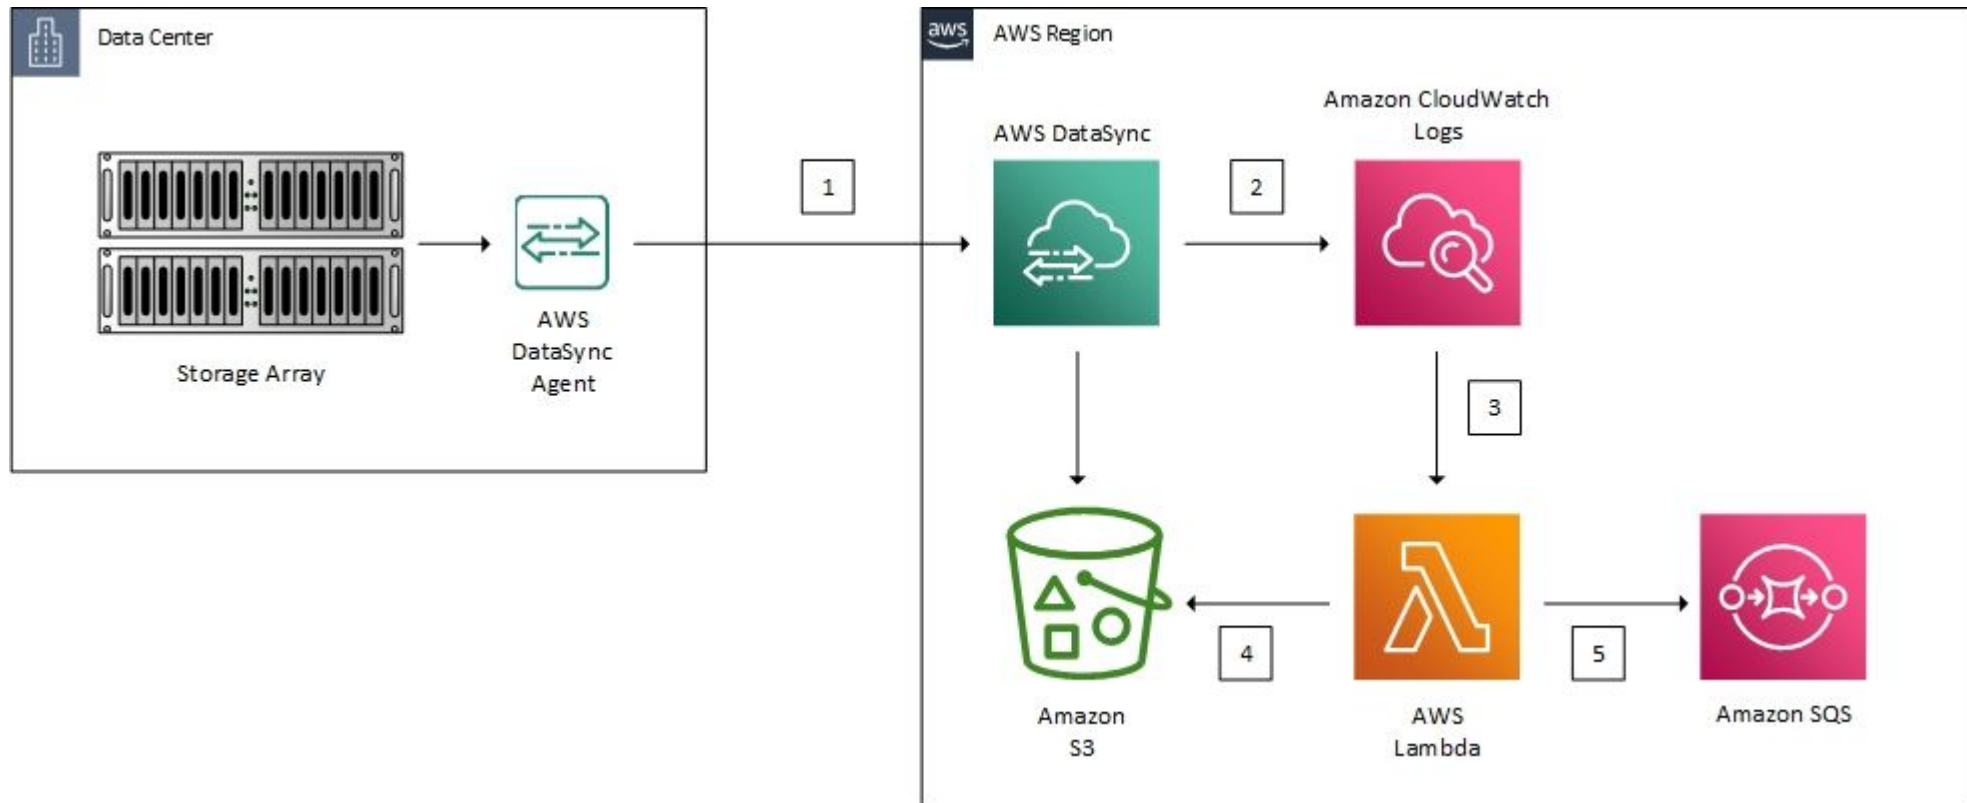 Data Center
aws
AWS Region
Amazon CloudWatch
Logs
AWS DataSync
1
2
AWS
DataSync
Agent
Storage Array
3
4
5
Amazon
S3
AWS
Lambda
Amazon SQS